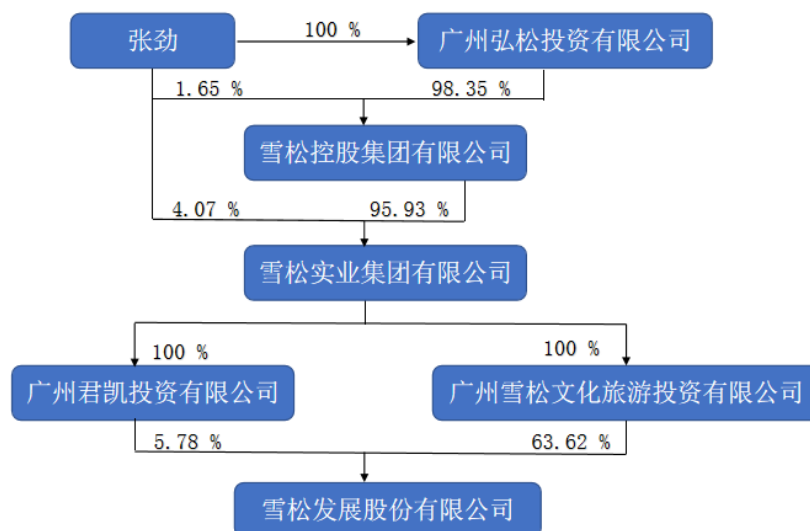 张劲
100 %
广州弘松投资有限公司
1.65 %
98.35 %
雪松控股集团有限公司
4.07 %
95.93 %
雪松实业集团有限公司
100 %
100 %
广州君凯投资有限公司
广州雪松文化旅游投资有限公司
5.78 %
63.62 %
雪松发展股份有限公司